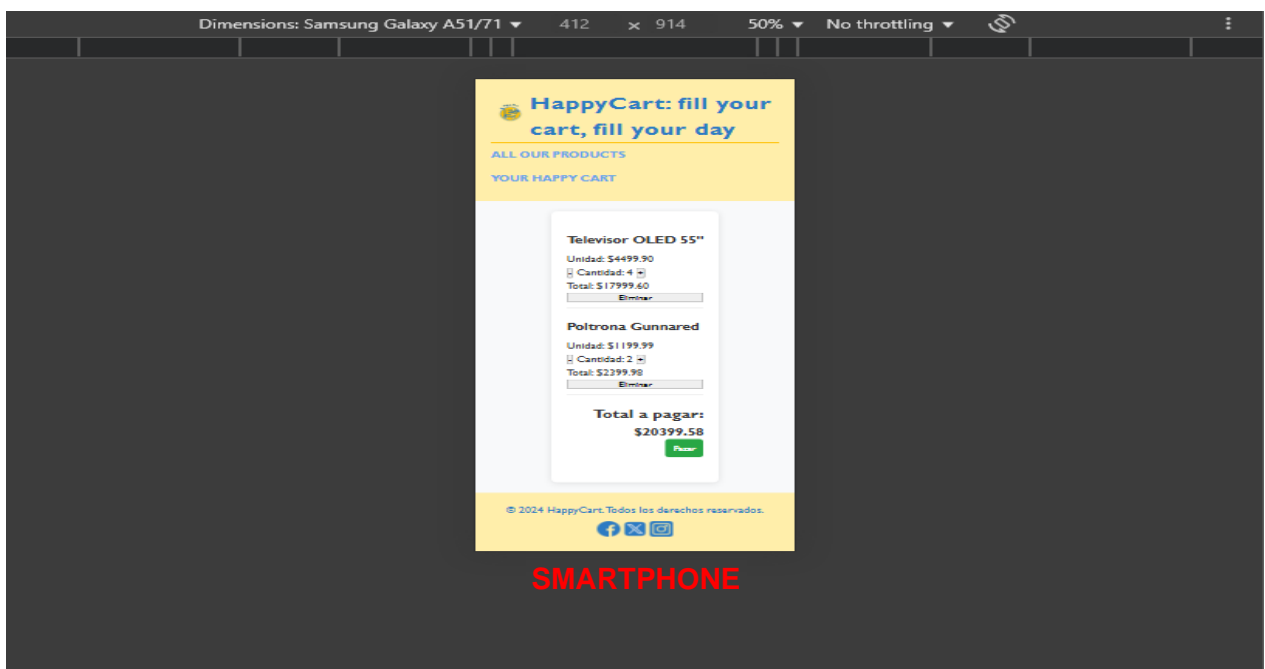 Dimensions: Samsung Galaxy A51/71 ▼ 412 × 914 50% ▼ No throttling ▼
HappyCart: fill your
cart, fill your day
ALL OUR PRODUCTS
YOUR HAPPY CART
Televisor OLED 55"
Unidad: $4499.90
- Cantidad: 4 +
Total: $17999.60
Eliminar
Poltrona Gunnared
Unidad: $1199.99
- Cantidad: 2 +
Total: $2399.98
Eliminar
Total a pagar:
$20399.58
Pagar
© 2024 HappyCart. Todos los derechos reservados.
SMARTPHONE